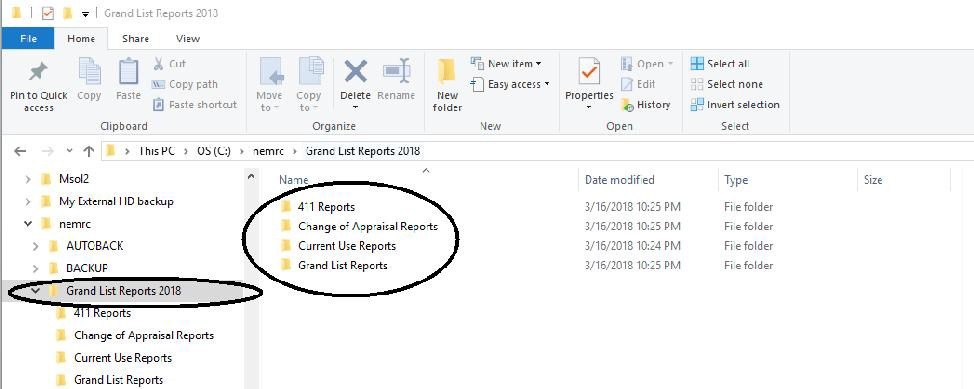 Grand List Reports 2018
File Home Share View
Pin to Quick access
Copy
Paste
Cut
Copy path
Paste shortcut
Clipboard
Move to
Copy to
Delete
Rename
Organize
New folder
New item
Easy access
New
Properties
Open
Edit
History
Open
Select all
Select none
Invert selection
Select
This PC > OS (C:) > nemrc > Grand List Reports 2018
Msol2
My External HD backup
nemrc
AUTOBACK
BACKUP
Grand List Reports 2018
411 Reports
Change of Appraisal Reports
Current Use Reports
Grand List Reports
Name Date modified Type Size
411 Reports 3/16/2018 10:25 PM File folder
Change of Appraisal Reports 3/16/2018 10:25 PM File folder
Current Use Reports 3/16/2018 10:24 PM File folder
Grand List Reports 3/16/2018 10:25 PM File folder